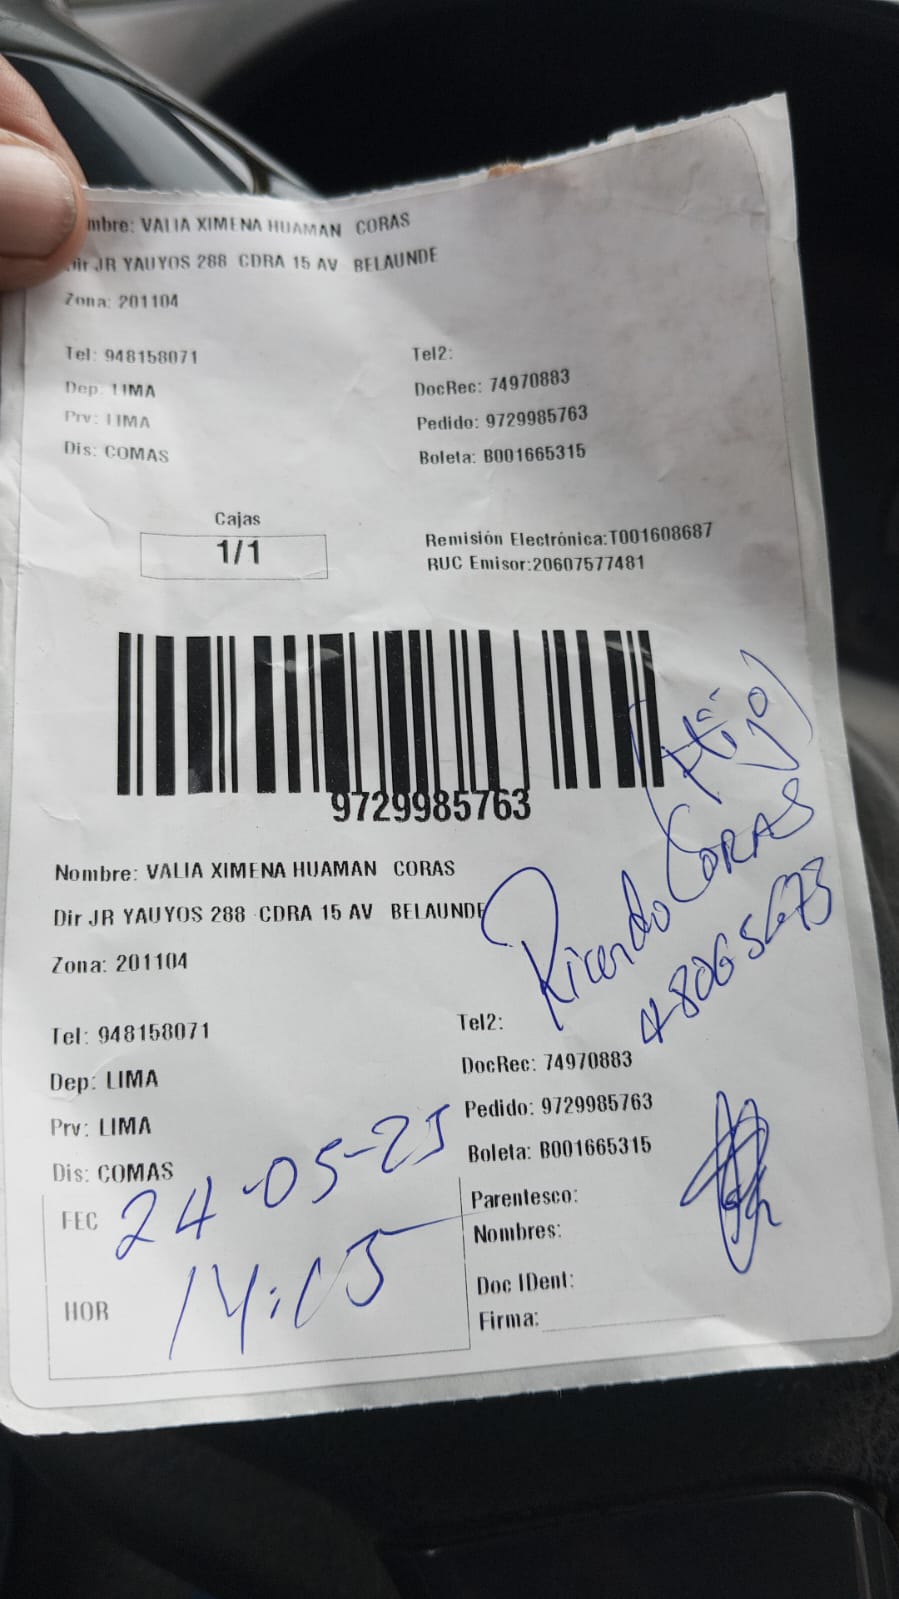 mbre: VALIA XIMENA HUAMAN CORAS
Dir JR YAUYOS 288 CDRA 15 AV BELAUNDE
Zona: 201104
Tel: 948158071
Tel2:
Dep: LIMA
DocRec: 74970883
Prv: LIMA
Pedido: 9729985763
Dis: COMAS
Boleta: B001665315
Cajas
1/1
Remisión Electrónica:T001608687
RUC Emisor:20607577481
9729985763
(Hijo)
Ricardo CORAS
48065673
Nombre: VALIA XIMENA HUAMAN CORAS
Dir JR YAUYOS 288 CDRA 15 AV BELAUNDE
Zona: 201104
Tel: 948158071
Tel2:
Dep: LIMA
DocRec: 74970883
Prv: LIMA
Pedido: 9729985763
Dis: COMAS
Boleta: B001665315
FEC 24-05-25
Parentesco:
Nombres:
HOR 14:15
Doc IDent:
Firma: